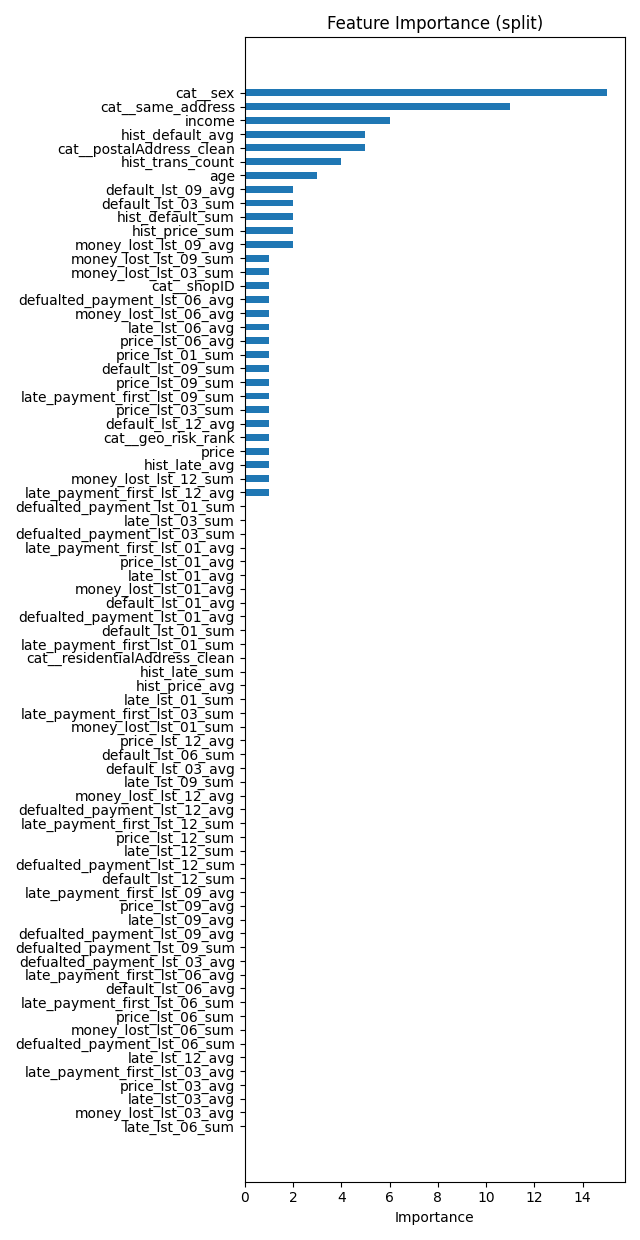 Feature Importance (split)
cat__sex
cat__same_address
income
hist_default_avg
cat__postalAddress_clean
hist_trans_count
age
default_lst_09_avg
default_lst_03_sum
hist_default_sum
hist_price_sum
money_lost_lst_09_avg
money_lost_lst_09_sum
money_lost_lst_03_sum
cat__shopID
defualted_payment_lst_06_avg
money_lost_lst_06_avg
late_lst_06_avg
price_lst_06_avg
price_lst_01_sum
default_lst_09_sum
price_lst_09_sum
late_payment_first_lst_09_sum
price_lst_03_sum
default_lst_12_avg
cat__geo_risk_rank
price
hist_late_avg
money_lost_lst_12_sum
late_payment_first_lst_12_avg
defualted_payment_lst_01_sum
late_lst_03_sum
defualted_payment_lst_03_sum
late_payment_first_lst_01_avg
price_lst_01_avg
late_lst_01_avg
money_lost_lst_01_avg
default_lst_01_avg
defualted_payment_lst_01_avg
default_lst_01_sum
late_payment_first_lst_01_sum
cat__residentialAddress_clean
hist_late_sum
hist_price_avg
late_lst_01_sum
late_payment_first_lst_03_sum
money_lost_lst_01_sum
price_lst_12_avg
default_lst_06_sum
default_lst_03_avg
late_lst_09_sum
money_lost_lst_12_avg
defualted_payment_lst_12_avg
late_payment_first_lst_12_sum
price_lst_12_sum
late_lst_12_sum
defualted_payment_lst_12_sum
default_lst_12_sum
late_payment_first_lst_09_avg
price_lst_09_avg
late_lst_09_avg
defualted_payment_lst_09_avg
defualted_payment_lst_09_sum
defualted_payment_lst_03_avg
late_payment_first_lst_06_avg
default_lst_06_avg
late_payment_first_lst_06_sum
price_lst_06_sum
money_lost_lst_06_sum
defualted_payment_lst_06_sum
late_lst_12_avg
late_payment_first_lst_03_avg
price_lst_03_avg
late_lst_03_avg
money_lost_lst_03_avg
late_lst_06_sum
0 2 4 6 8 10 12 14
Importance